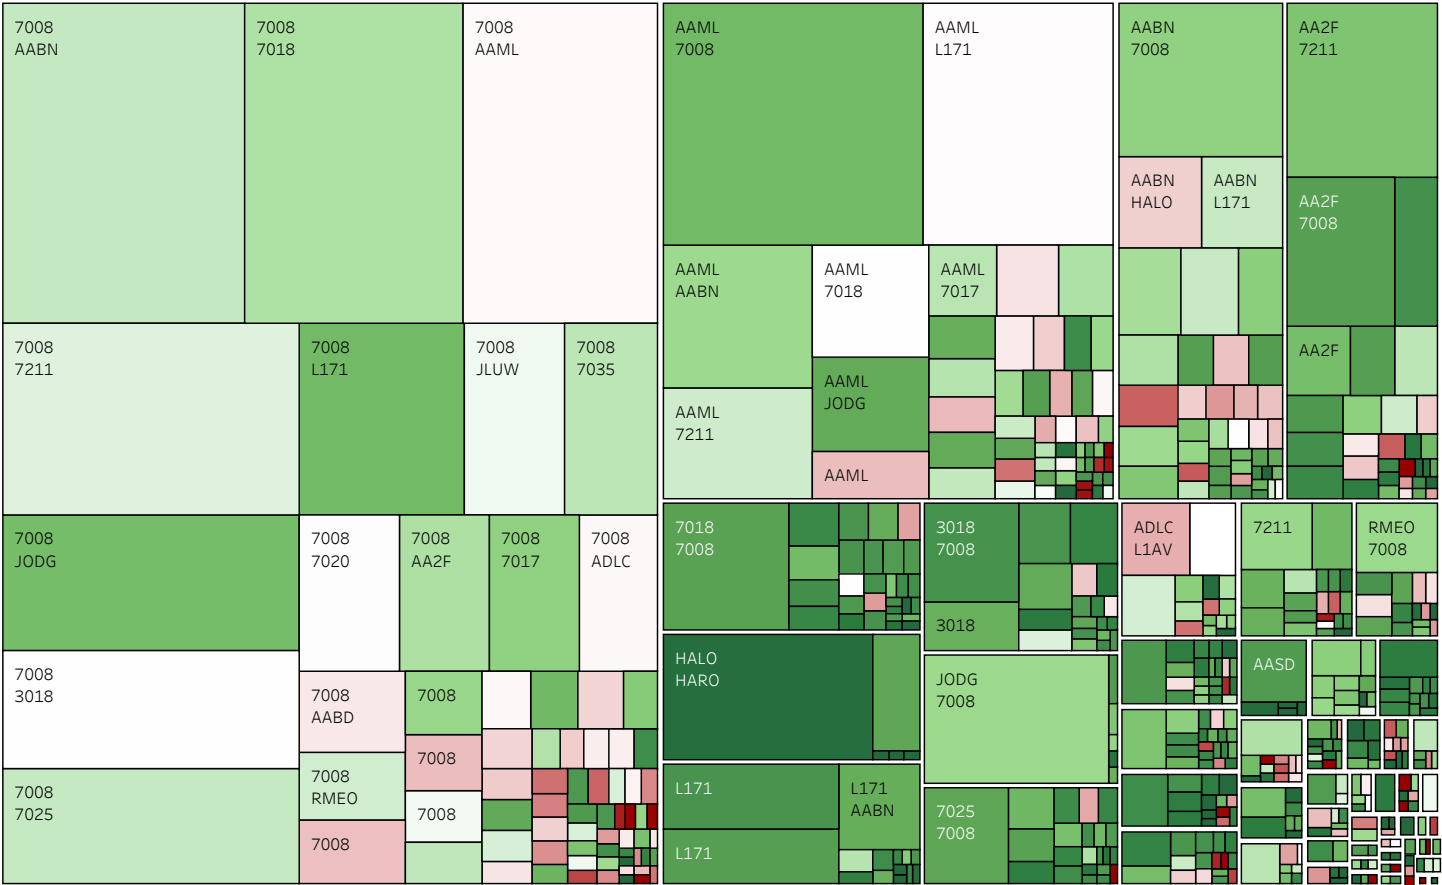 7008
AABN
7008
7018
7008
AAML
7008
7211
7008
L171
7008
JLUW
7008
7035
7008
JODG
7008
7020
7008
AA2F
7008
7017
7008
ADLC
7008
3018
7008
7025
7008
AABD
7008
RMEO
7008
7008
7008
7008
AAML
7008
AAML
L171
AAML
AABN
AAML
7018
AAML
7017
AAML
7211
AAML
JODG
AAML
AABN
7008
AABN
HALO
AABN
L171
AA2F
7211
AA2F
7008
AA2F
7018
7008
3018
7008
3018
HALO
HARO
JODG
7008
L171
L171
L171
AABN
7025
7008
ADLC
L1AV
7211
RMEO
7008
AASD